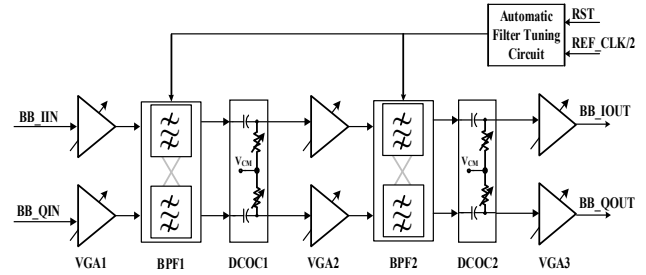 Automatic
Filter Tuning
Circuit
RST
REF_CLK/2
BB_IIN
BB_IOUT
VCM
VCM
BB_QIN
BB_QOUT
VGA1
BPF1
DCOC1
VGA2
BPF2
DCOC2
VGA3